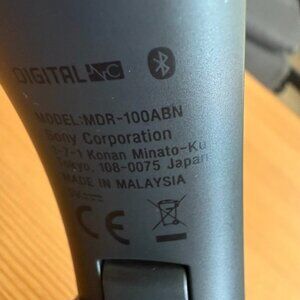 DIGITAL NC
MODEL:MDR-100ABN
Sony Corporation
1-7-1 Konan Minato-Ku
Tokyo, 108-0075 Japan
MADE IN MALAYSIA
CE